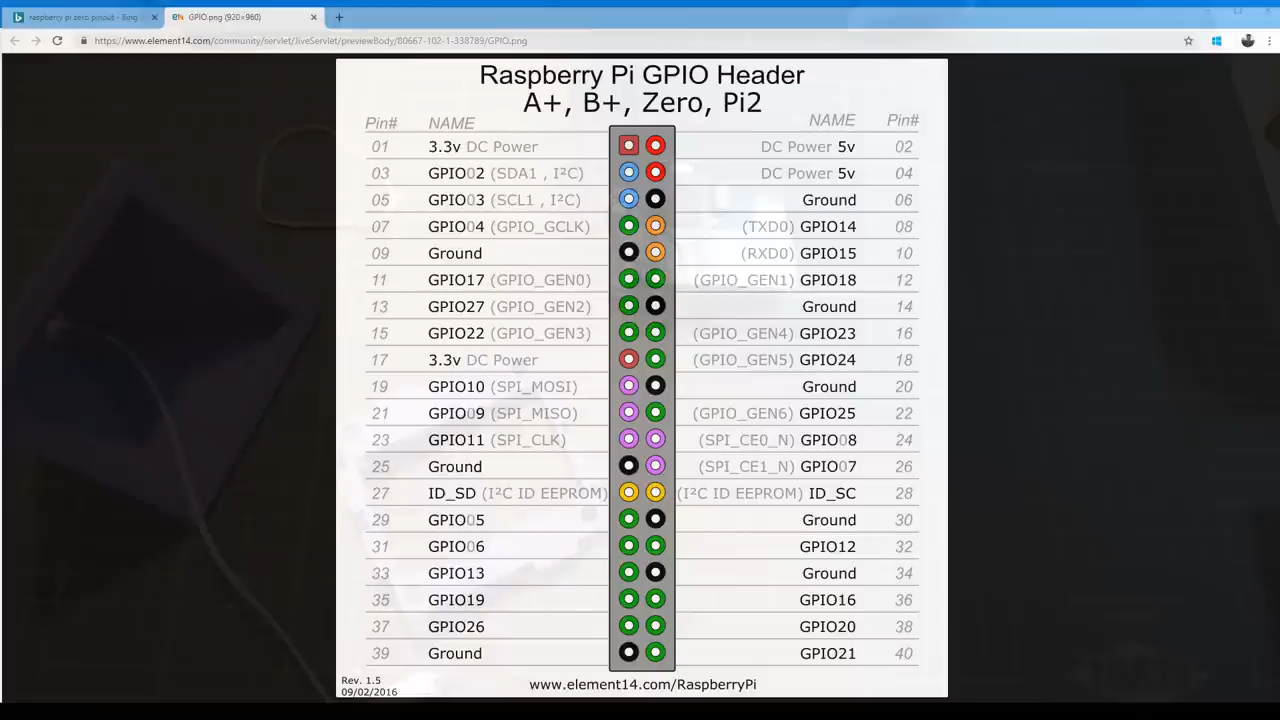 raspberry pi zero pinout - Bing
GPIO.png (920×960)
https://www.element14.com/community/servlet/JiveServlet/previewBody/80667-102-1-338789/GPIO.png
Raspberry Pi GPIO Header
A+, B+, Zero, Pi2
Pin# NAME NAME Pin#
01 3.3v DC Power DC Power 5v 02
03 GPIO02 (SDA1 , I²C) DC Power 5v 04
05 GPIO03 (SCL1 , I²C) Ground 06
07 GPIO04 (GPIO_GCLK) (TXD0) GPIO14 08
09 Ground (RXD0) GPIO15 10
11 GPIO17 (GPIO_GEN0) (GPIO_GEN1) GPIO18 12
13 GPIO27 (GPIO_GEN2) Ground 14
15 GPIO22 (GPIO_GEN3) (GPIO_GEN4) GPIO23 16
17 3.3v DC Power (GPIO_GEN5) GPIO24 18
19 GPIO10 (SPI_MOSI) Ground 20
21 GPIO09 (SPI_MISO) (GPIO_GEN6) GPIO25 22
23 GPIO11 (SPI_CLK) (SPI_CE0_N) GPIO08 24
25 Ground (SPI_CE1_N) GPIO07 26
27 ID_SD (I²C ID EEPROM) (I²C ID EEPROM) ID_SC 28
29 GPIO05 Ground 30
31 GPIO06 GPIO12 32
33 GPIO13 Ground 34
35 GPIO19 GPIO16 36
37 GPIO26 GPIO20 38
39 Ground GPIO21 40
Rev. 1.5
09/02/2016
www.element14.com/RaspberryPi